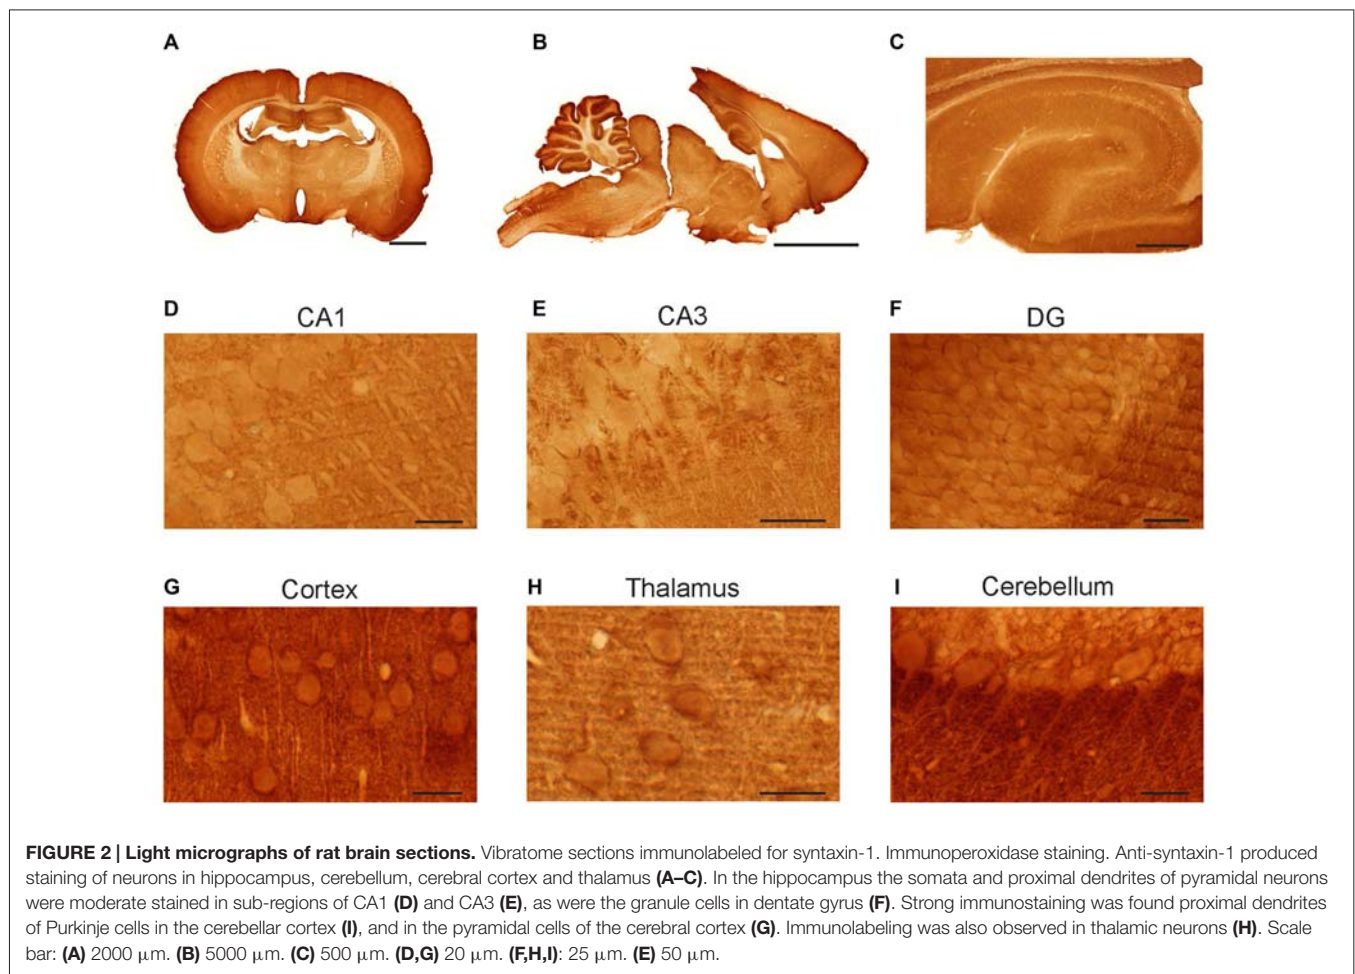 A
B
C
D
CA1
E
CA3
F
DG
G
Cortex
H
Thalamus
I
Cerebellum
FIGURE 2 | Light micrographs of rat brain sections. Vibratome sections immunolabeled for syntaxin-1. Immunoperoxidase staining. Anti-syntaxin-1 produced
staining of neurons in hippocampus, cerebellum, cerebral cortex and thalamus (A–C). In the hippocampus the somata and proximal dendrites of pyramidal neurons
were moderate stained in sub-regions of CA1 (D) and CA3 (E), as were the granule cells in dentate gyrus (F). Strong immunostaining was found proximal dendrites
of Purkinje cells in the cerebellar cortex (I), and in the pyramidal cells of the cerebral cortex (G). Immunolabeling was also observed in thalamic neurons (H). Scale
bar: (A) 2000 μm. (B) 5000 μm. (C) 500 μm. (D,G) 20 μm. (F,H,I): 25 μm. (E) 50 μm.